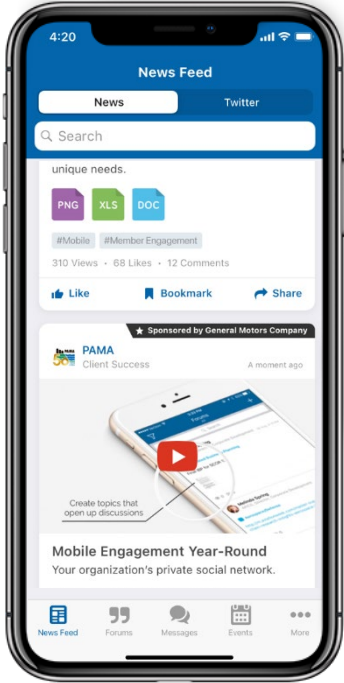 4:20
News Feed
News Twitter
Search
unique needs.
PNG XLS DOC
#Mobile #Member Engagement
310 Views • 68 Likes • 12 Comments
Like Bookmark Share
★ Sponsored by General Motors Company
PAMA
Client Success A moment ago
Create topics that
open up discussions
Mobile Engagement Year-Round
Your organization's private social network.
News Feed Forums Messages Events More